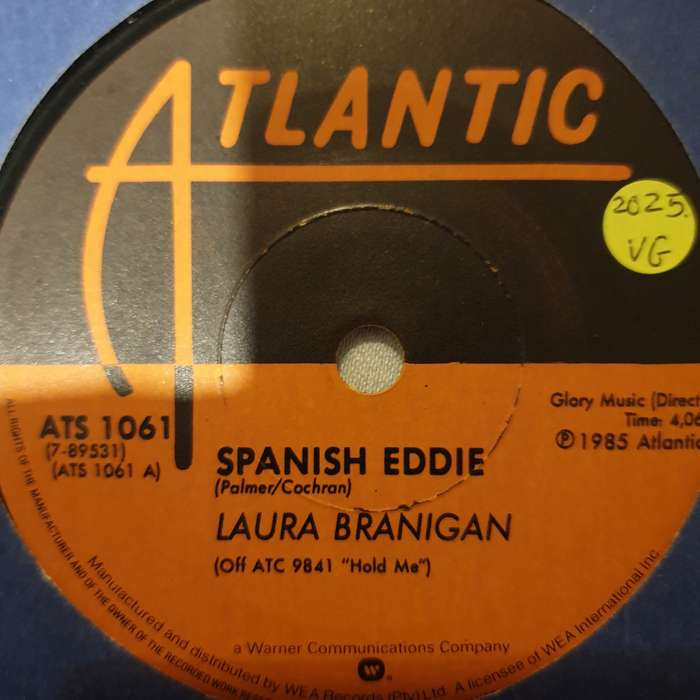 ATLANTIC
2025.
VG
ATS 1061
(7-89531)
(ATS 1061 A)
Glory Music (Direct
Time: 4,06
Ⓟ 1985 Atlantic
SPANISH EDDIE
(Palmer/Cochran)
LAURA BRANIGAN
(Off ATC 9841 "Hold Me")
a Warner Communications Company
W
ALL RIGHTS OF THE MANUFACTURER AND OF THE OWNER OF THE RECORDED WORK
Manufactured and distributed by WEA Records (Pty) Ltd. A licensee of WEA International Inc